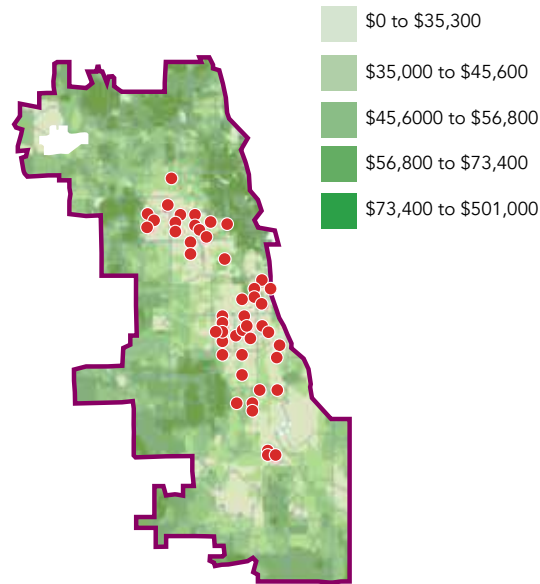 $0 to $35,300
$35,000 to $45,600
$45,6000 to $56,800
$56,800 to $73,400
$73,400 to $501,000